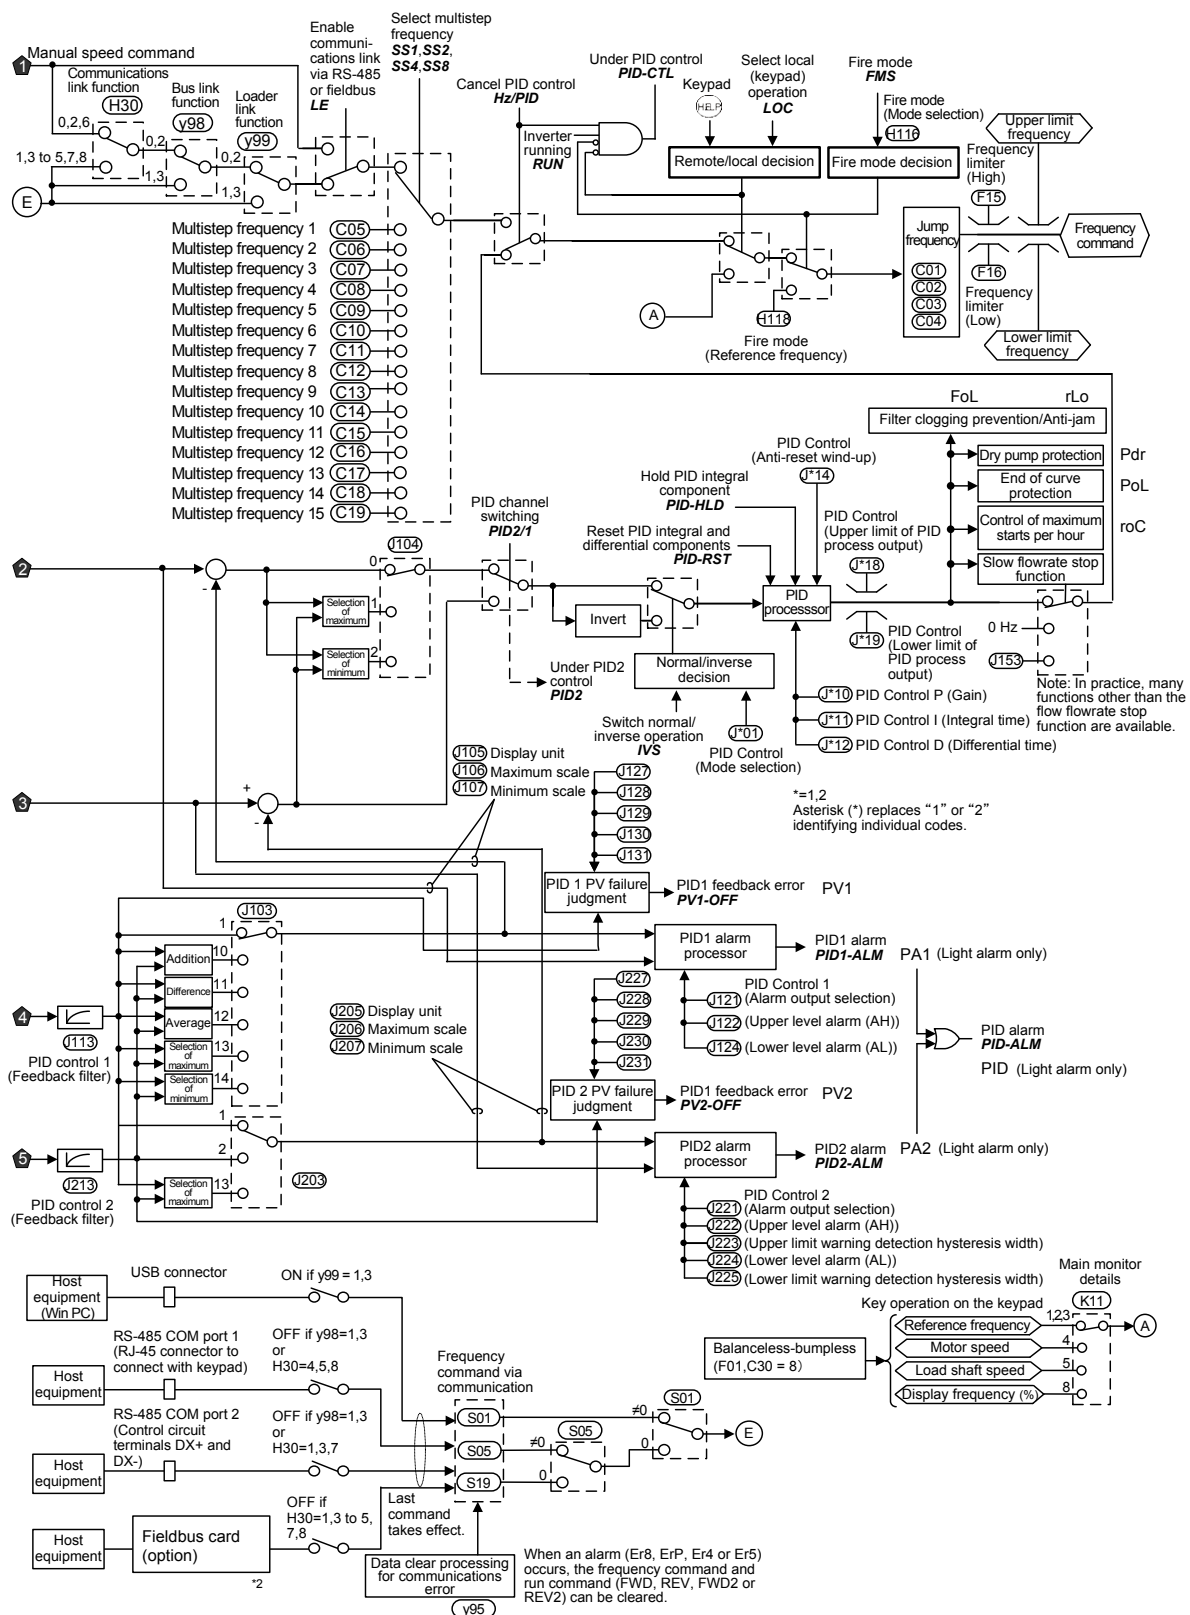 1
Manual speed command
Communications
link function
H30
Bus link
function
y98
Loader
link
function
y99
Enable
communi-
cations link
via RS-485
or fieldbus
LE
Select multistep
frequency
SS1,SS2,
SS4,SS8
Cancel PID control
Hz/PID
Under PID control
PID-CTL
Inverter
running
RUN
Keypad
HELP
Select local
(keypad)
operation
LOC
Fire mode
FMS
Fire mode
(Mode selection)
H116
Remote/local decision
Fire mode decision
Upper limit
frequency
Frequency
limiter
(High)
F15
Jump
frequency
C01
C02
C03
C04
Frequency
command
F16
Frequency
limiter
(Low)
Lower limit
frequency
0,2,6
1,3 to 5,7,8
0,2
1,3
0,2
1,3
E
A
H118
Fire mode
(Reference frequency)
Multistep frequency 1 C05
Multistep frequency 2 C06
Multistep frequency 3 C07
Multistep frequency 4 C08
Multistep frequency 5 C09
Multistep frequency 6 C10
Multistep frequency 7 C11
Multistep frequency 8 C12
Multistep frequency 9 C13
Multistep frequency 10 C14
Multistep frequency 11 C15
Multistep frequency 12 C16
Multistep frequency 13 C17
Multistep frequency 14 C18
Multistep frequency 15 C19
FoL rLo
Filter clogging prevention/Anti-jam
Dry pump protection Pdr
End of curve
protection
PoL
Control of maximum
starts per hour
roC
Slow flowrate stop
function
PID Control
(Anti-reset wind-up)
J*14
Hold PID integral
component
PID-HLD
Reset PID integral and
differential components
PID-RST
PID Control
(Upper limit of PID
process output)
J*18
PID
processsor
J*19
PID Control
(Lower limit of
PID process
output)
0 Hz
J153
Note: In practice, many
functions other than the
flow flowrate stop
function are available.
J*10 PID Control P (Gain)
J*11 PID Control I (Integral time)
J*12 PID Control D (Differential time)
PID channel
switching
PID2/1
2
-
J104
0
Selection
of
maximum
1
Selection
of
minimum
2
Invert
Normal/inverse
decision
Under PID2
control
PID2
Switch normal/
inverse operation
IVS
J*01
PID Control
(Mode selection)
*=1,2
Asterisk (*) replaces “1” or “2”
identifying individual codes.
3
+
-
J105 Display unit
J106 Maximum scale
J107 Minimum scale
J127
J128
J129
J130
J131
PID 1 PV failure
judgment
PID1 feedback error
PV1-OFF
PV1
J103
1
Addition
10
Difference
11
Average
12
Selection
of
maximum
13
Selection
of
minimum
14
4
J113
PID control 1
(Feedback filter)
PID1 alarm
processor
PID1 alarm
PID1-ALM
PA1 (Light alarm only)
PID Control 1
J121 (Alarm output selection)
J122 (Upper level alarm (AH))
J124 (Lower level alarm (AL))
PID alarm
PID-ALM
PID (Light alarm only)
J205 Display unit
J206 Maximum scale
J207 Minimum scale
J227
J228
J229
J230
J231
PID 2 PV failure
judgment
PID1 feedback error
PV2-OFF
PV2
5
J213
PID control 2
(Feedback filter)
1
2
Selection
of
maximum
13
J203
PID2 alarm
processor
PID2 alarm
PID2-ALM
PA2 (Light alarm only)
PID Control 2
J221 (Alarm output selection)
J222 (Upper level alarm (AH))
J223 (Upper limit warning detection hysteresis width)
J224 (Lower level alarm (AL))
J225 (Lower limit warning detection hysteresis width)
Host
equipment
(Win PC)
USB connector
ON if y99 = 1,3
RS-485 COM port 1
(RJ-45 connector to
connect with keypad)
Host
equipment
OFF if y98=1,3
or
H30=4,5,8
RS-485 COM port 2
(Control circuit
terminals DX+ and
DX-)
Host
equipment
OFF if y98=1,3
or
H30=1,3,7
Host
equipment
Fieldbus card
(option)
*2
OFF if
H30=1,3 to 5,
7,8
Frequency
command via
communication
S01
S05
S19
Last
command
takes effect.
S05
≠0
0
S01
≠0
0
E
Data clear processing
for communications
error
y95
When an alarm (Er8, ErP, Er4 or Er5)
occurs, the frequency command and
run command (FWD, REV, FWD2 or
REV2) can be cleared.
Balanceless-bumpless
(F01,C30 = 8)
Key operation on the keypad
Main monitor
details
K11
Reference frequency 1,2,3
Motor speed 4
Load shaft speed 5
Display frequency (%) 8
A